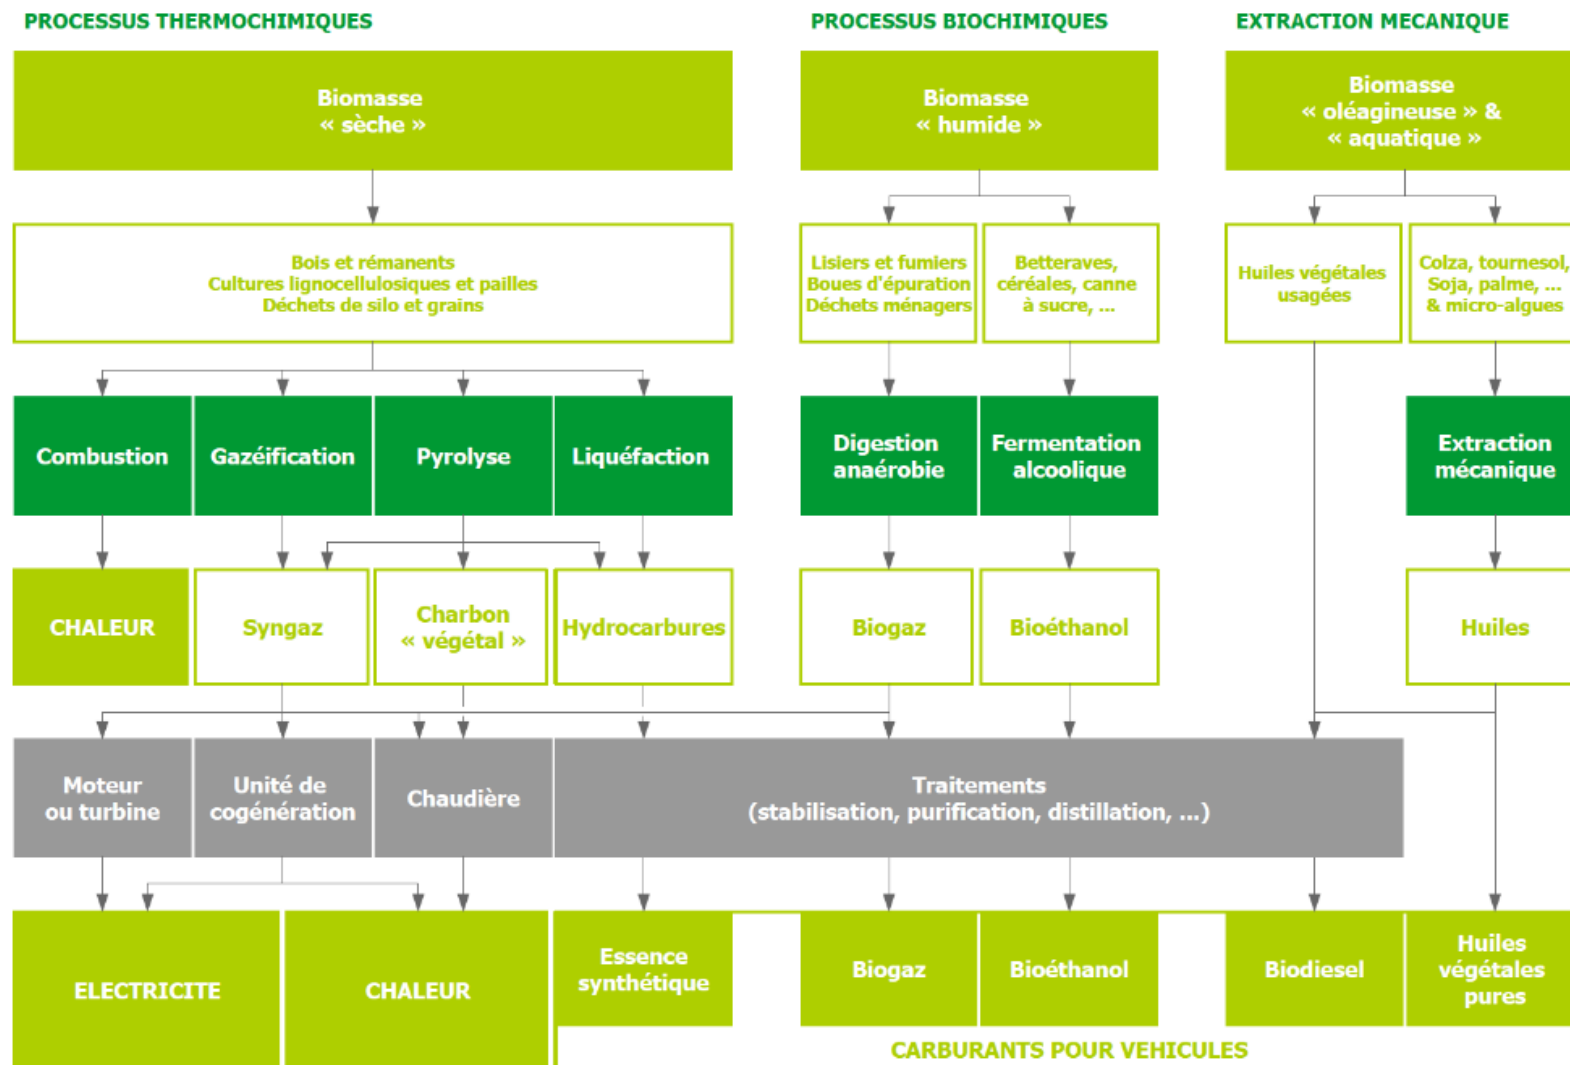 PROCESSUS THERMOCHIMIQUES
PROCESSUS BIOCHIMIQUES
EXTRACTION MECANIQUE
Biomasse
« sèche »
Biomasse
« humide »
Biomasse
« oléagineuse » &
« aquatique »
Bois et rémanents
Cultures lignocellulosiques et pailles
Déchets de silo et grains
Lisiers et fumiers
Boues d'épuration
Déchets ménagers
Betteraves,
céréales, canne
à sucre, ...
Huiles végétales
usagées
Colza, tournesol,
Soja, palme, ...
& micro-algues
Combustion
Gazéification
Pyrolyse
Liquéfaction
Digestion
anaérobie
Fermentation
alcoolique
Extraction
mécanique
CHALEUR
Syngaz
Charbon
« végétal »
Hydrocarbures
Biogaz
Bioéthanol
Huiles
Moteur
ou turbine
Unité de
cogénération
Chaudière
Traitements
(stabilisation, purification, distillation, ...)
ELECTRICITE
CHALEUR
Essence
synthétique
Biogaz
Bioéthanol
Biodiesel
Huiles
végétales
pures
CARBURANTS POUR VEHICULES